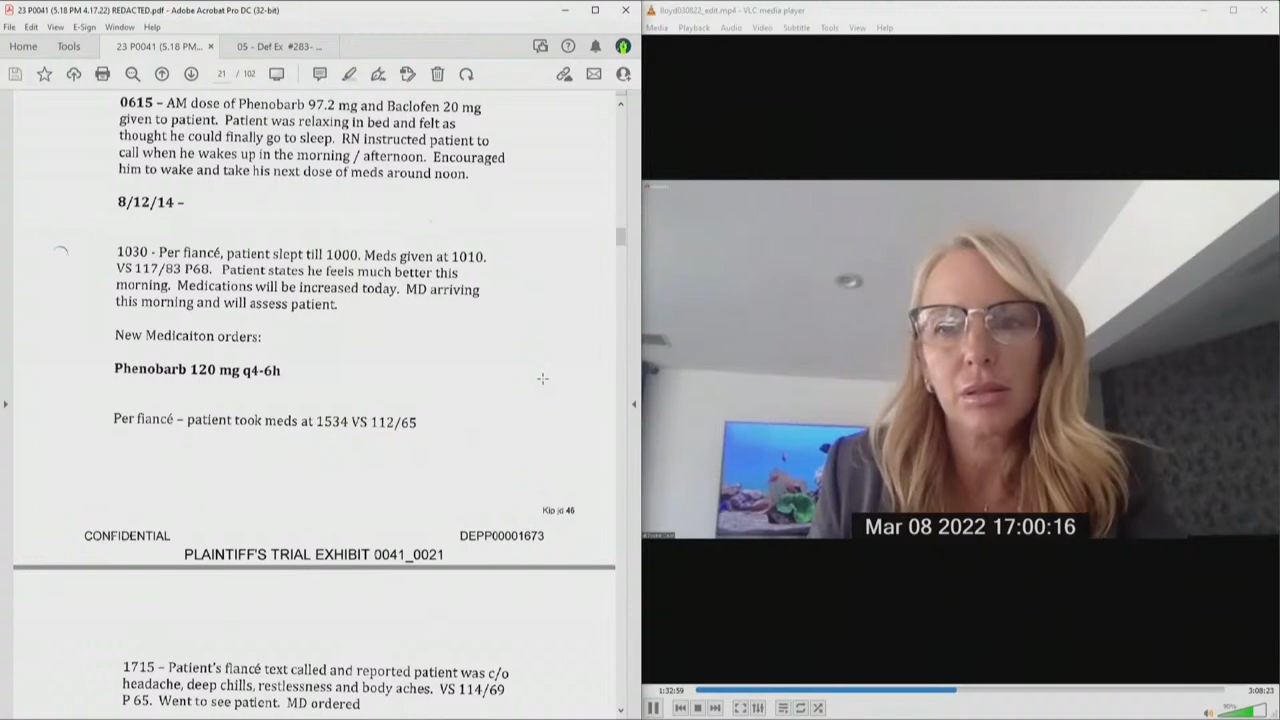 23 P0041 (5.18 PM 4.17.22) REDACTED.pdf - Adobe Acrobat Pro DC (32-bit)
File Edit View E-Sign Window Help
Home Tools 23 P0041 (5.18 PM... × 05 - Def Ex #283- ...
21 / 102
0615 – AM dose of Phenobarb 97.2 mg and Baclofen 20 mg
given to patient. Patient was relaxing in bed and felt as
thought he could finally go to sleep. RN instructed patient to
call when he wakes up in the morning / afternoon. Encouraged
him to wake and take his next dose of meds around noon.
8/12/14 –
1030 - Per fiancé, patient slept till 1000. Meds given at 1010.
VS 117/83 P68. Patient states he feels much better this
morning. Medications will be increased today. MD arriving
this morning and will assess patient.
New Medicaiton orders:
Phenobarb 120 mg q4-6h
Per fiancé – patient took meds at 1534 VS 112/65
46
CONFIDENTIAL DEPP00001673
PLAINTIFF'S TRIAL EXHIBIT 0041_0021
1715 – Patient's fiancé text called and reported patient was c/o
headache, deep chills, restlessness and body aches. VS 114/69
P 65. Went to see patient. MD ordered
lloyd030822_edit.mp4 - VLC media player
Media Playback Audio Video Subtitle Tools View Help
Mar 08 2022 17:00:16
1:32:59 3:08:23
90%